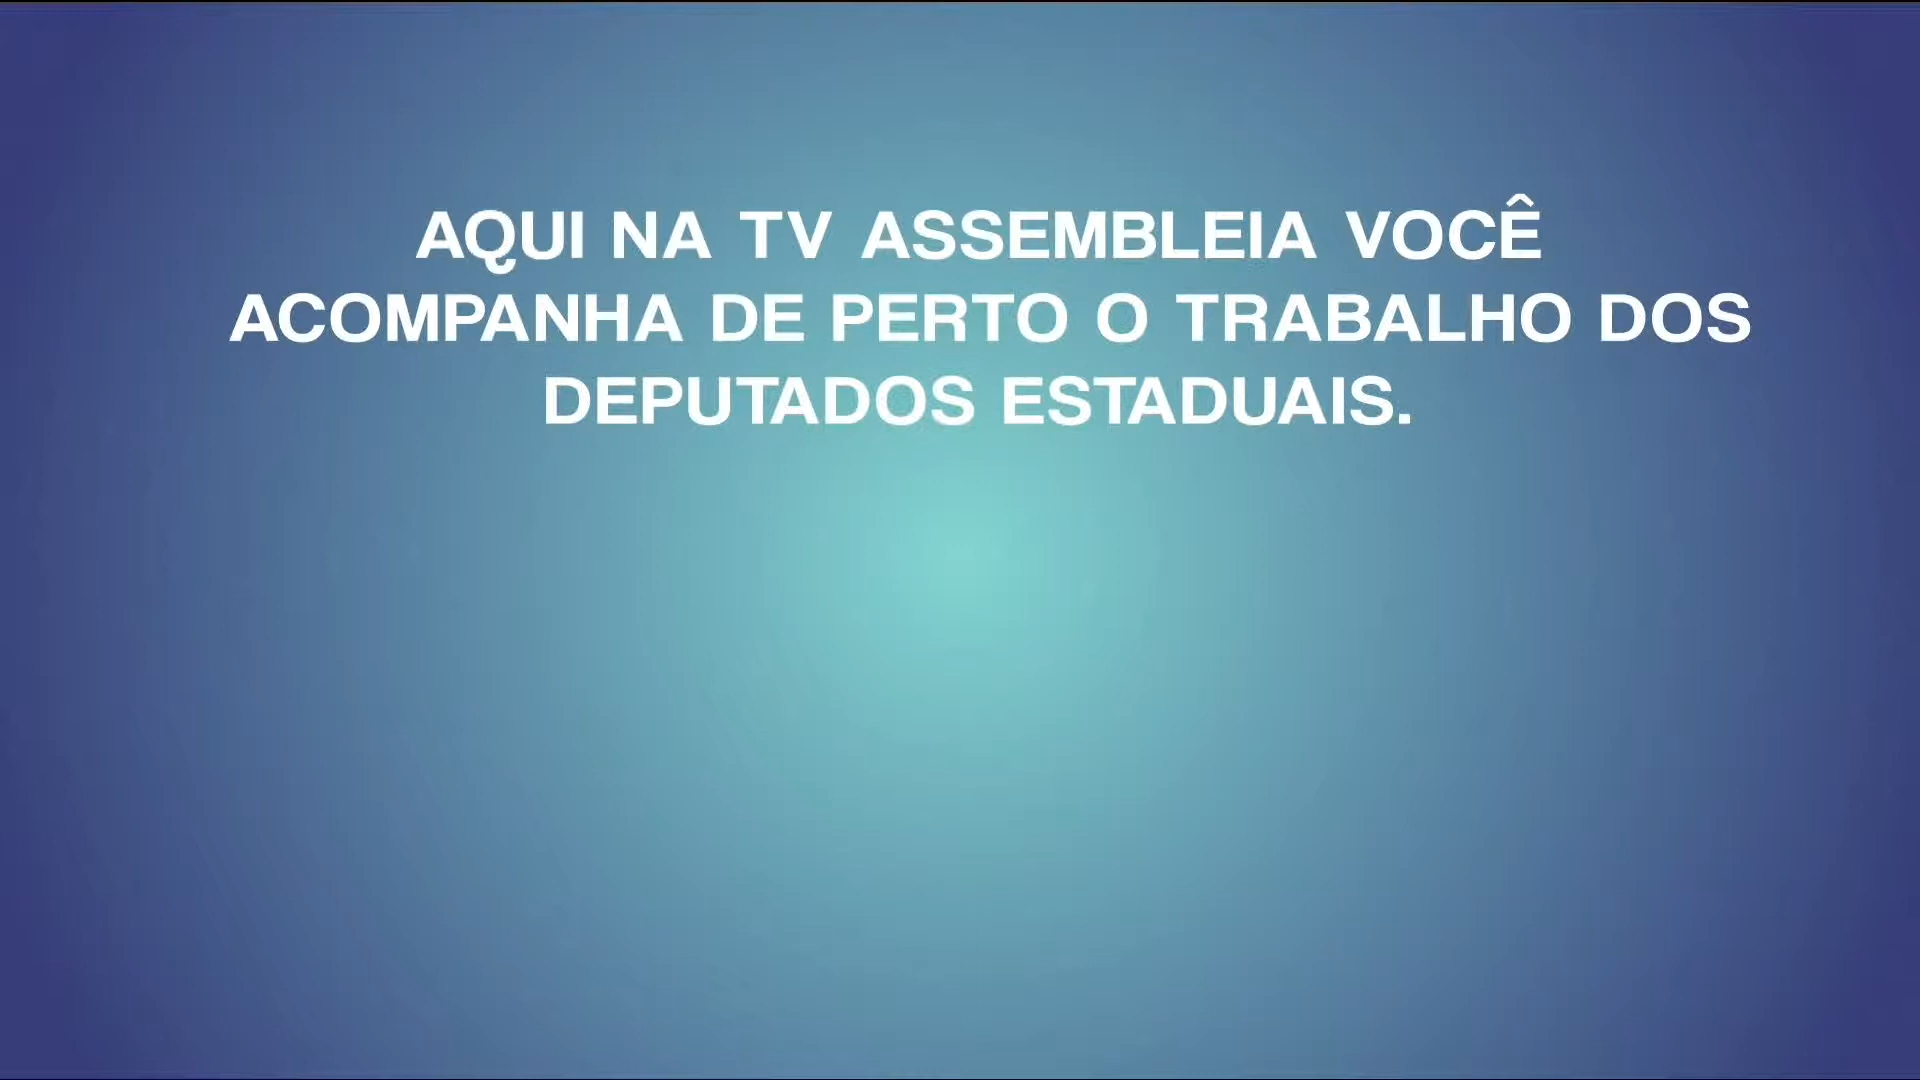 AQUI NA TV ASSEMBLEIA VOCÊ
ACOMPANHA DE PERTO O TRABALHO DOS
DEPUTADOS ESTADUAIS.